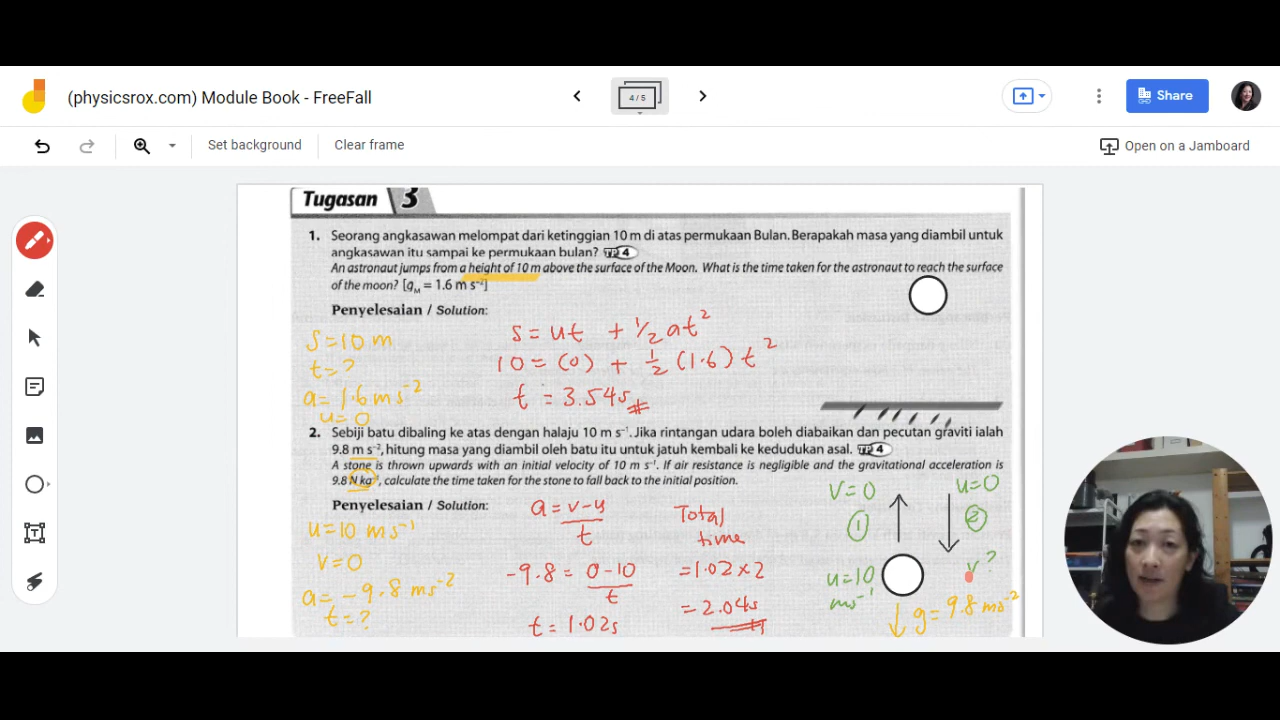 (physicsrox.com) Module Book - FreeFall
4 / 5
Share
Set background
Clear frame
Open on a Jamboard
Tugasan 3
1. Seorang angkasawan melompat dari ketinggian 10 m di atas permukaan Bulan. Berapakah masa yang diambil untuk
angkasawan itu sampai ke permukaan bulan? TP 4
An astronaut jumps from a height of 10 m above the surface of the Moon. What is the time taken for the astronaut to reach the surface
of the moon? [gM = 1.6 m s⁻²]
Penyelesaian / Solution:
s = 10 m
t = ?
a = 1.6 m s⁻²
u = 0
s = ut + ½ at²
10 = (0) + ½ (1.6) t²
t = 3.54s
2. Sebiji batu dibaling ke atas dengan halaju 10 m s⁻¹. Jika rintangan udara boleh diabaikan dan pecutan graviti ialah
9.8 m s⁻², hitung masa yang diambil oleh batu itu untuk jatuh kembali ke kedudukan asal. TP 4
A stone is thrown upwards with an initial velocity of 10 m s⁻¹. If air resistance is negligible and the gravitational acceleration is
9.8 N kg⁻¹, calculate the time taken for the stone to fall back to the initial position.
Penyelesaian / Solution:
u = 10 ms⁻¹
v = 0
a = -9.8 ms⁻²
t = ?
a = v-u/t
-9.8 = 0-10/t
t = 1.02s
Total
time
= 1.02 x 2
= 2.04s
V = 0
①
u = 10
ms⁻¹
u = 0
②
v?
g = 9.8 ms⁻²